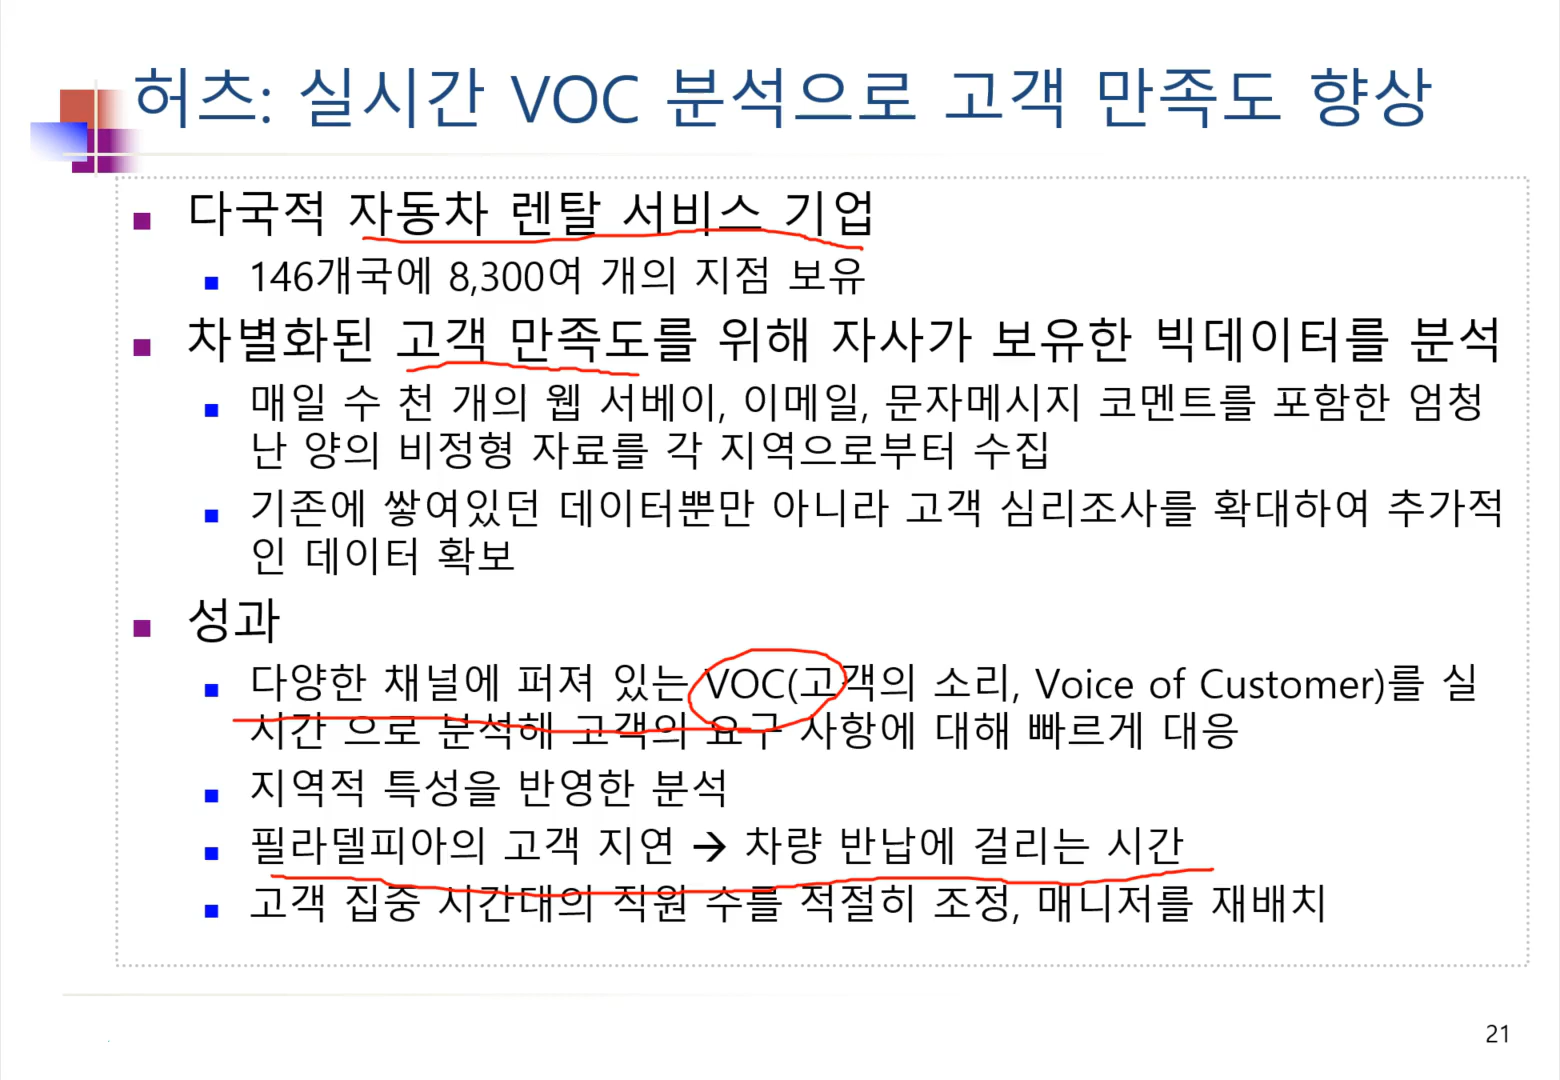 허츠: 실시간 VOC 분석으로 고객 만족도 향상
다국적 자동차 렌탈 서비스 기업
146개국에 8,300여 개의 지점 보유
차별화된 고객 만족도를 위해 자사가 보유한 빅데이터를 분석
매일 수 천 개의 웹 서베이, 이메일, 문자메시지 코멘트를 포함한 엄청
난 양의 비정형 자료를 각 지역으로부터 수집
기존에 쌓여있던 데이터뿐만 아니라 고객 심리조사를 확대하여 추가적
인 데이터 확보
성과
다양한 채널에 퍼져 있는 VOC(고객의 소리, Voice of Customer)를 실
시간 으로 분석해 고객의 요구 사항에 대해 빠르게 대응
지역적 특성을 반영한 분석
필라델피아의 고객 지연 → 차량 반납에 걸리는 시간
고객 집중 시간대의 직원 수를 적절히 조정, 매니저를 재배치
21